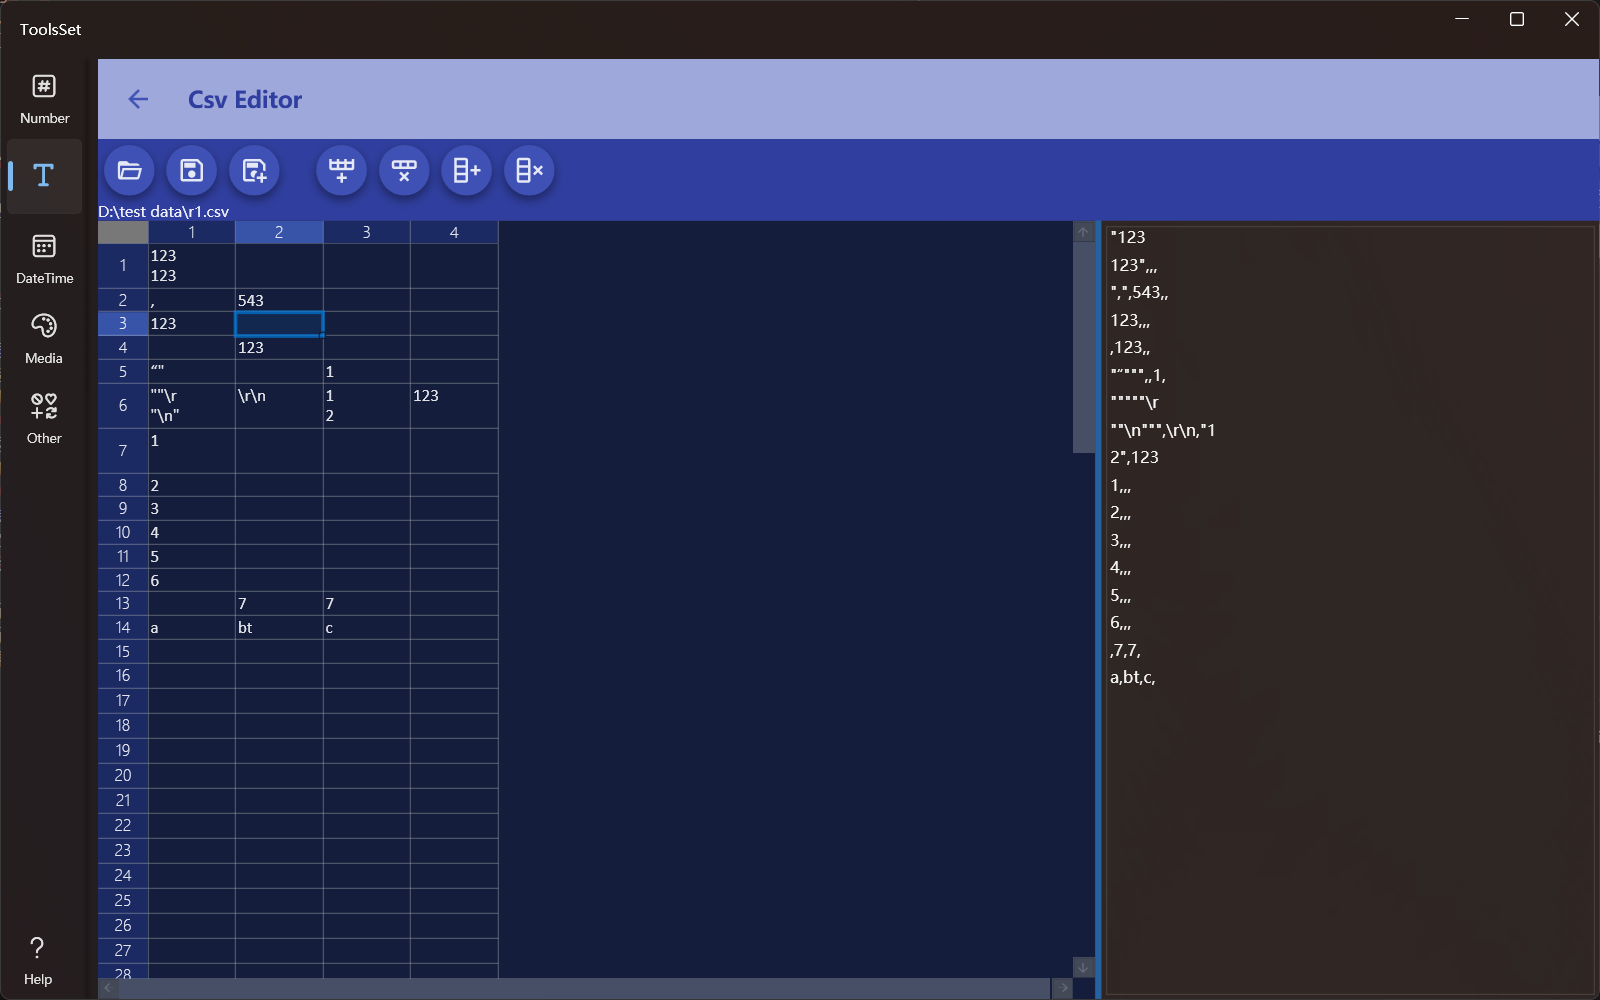 ToolsSet
Number
DateTime
Media
Other
Help
Csv Editor
D:\test data\r1.csv
1 2 3 4
1 123
123
2 , 543
3 123
4 123
5 “" 1
6 ""\r \r\n 1 123
"\n" 2
7 1
8 2
9 3
10 4
11 5
12 6
13 7 7
14 a bt c
15
16
17
18
19
20
21
22
23
24
25
26
27
28
"123
123",,,
",",543,,
123,,,
,123,,
"“""",,1,
"""""\r
""\n""",\r\n,"1
2",123
1,,,
2,,,
3,,,
4,,,
5,,,
6,,,
,7,7,
a,bt,c,